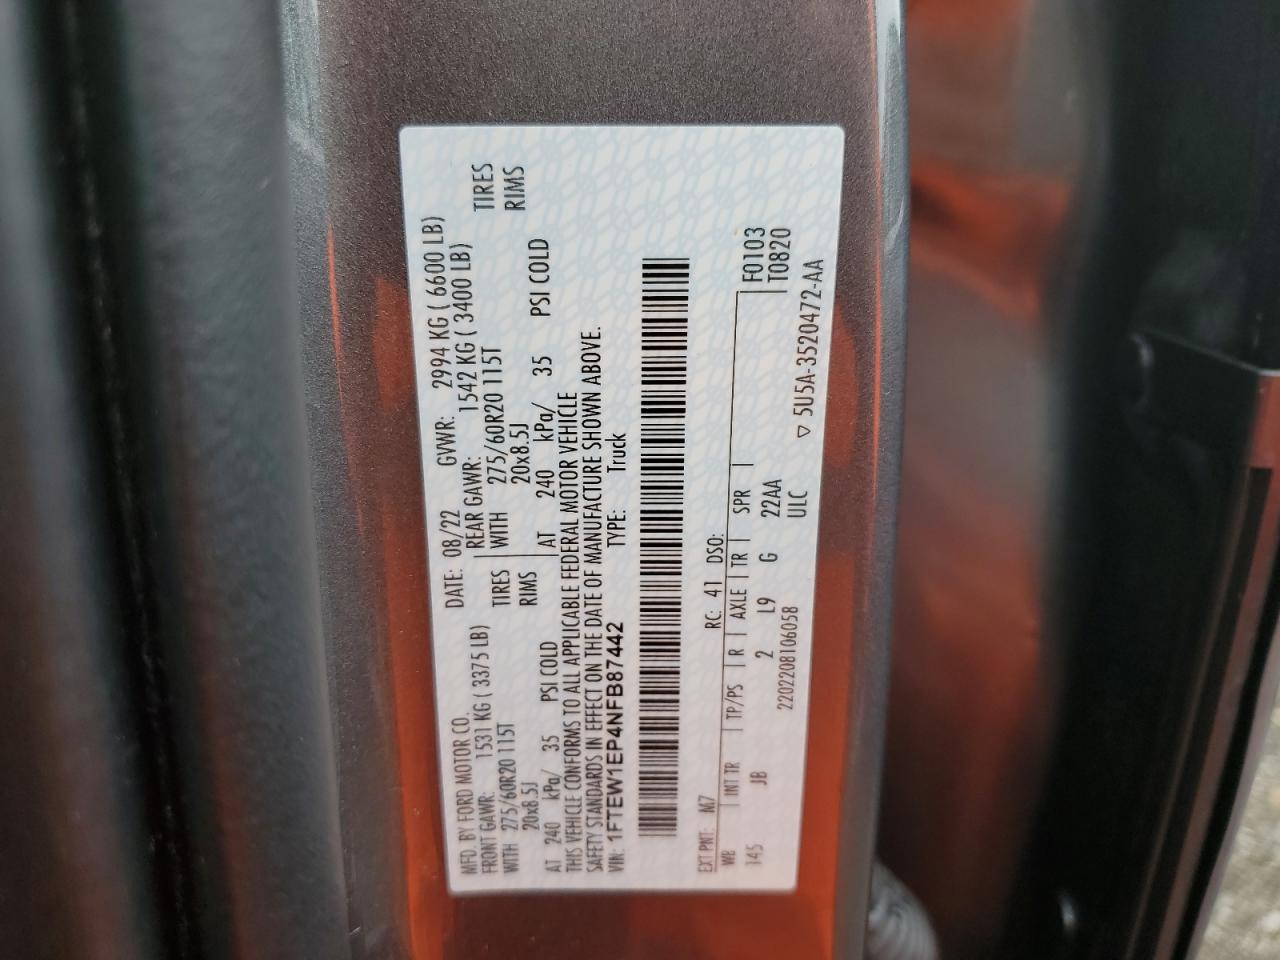 MFD. BY FORD MOTOR CO. DATE: 08/22 GVWR: 2994 KG ( 6600 LB)
FRONT GAWR: 1531 KG ( 3375 LB) REAR GAWR: 1542 KG ( 3400 LB)
WITH 275/60R20 115T TIRES WITH 275/60R20 115T TIRES
20x8.5J RIMS 20x8.5J RIMS
AT 240 kPa/ 35 PSI COLD AT 240 kPa/ 35 PSI COLD
THIS VEHICLE CONFORMS TO ALL APPLICABLE FEDERAL MOTOR VEHICLE
SAFETY STANDARDS IN EFFECT ON THE DATE OF MANUFACTURE SHOWN ABOVE.
VIN: 1FTEW1EP4NFB87442 TYPE: Truck
EXT PNT: M7 RC: 41 DSO:
WB INT TR TP/PS R AXLE TR SPR F0103
145 JB 2 L9 G 22AA T0820
2202208106058 ULC
▽ 5U5A-3520472-AA